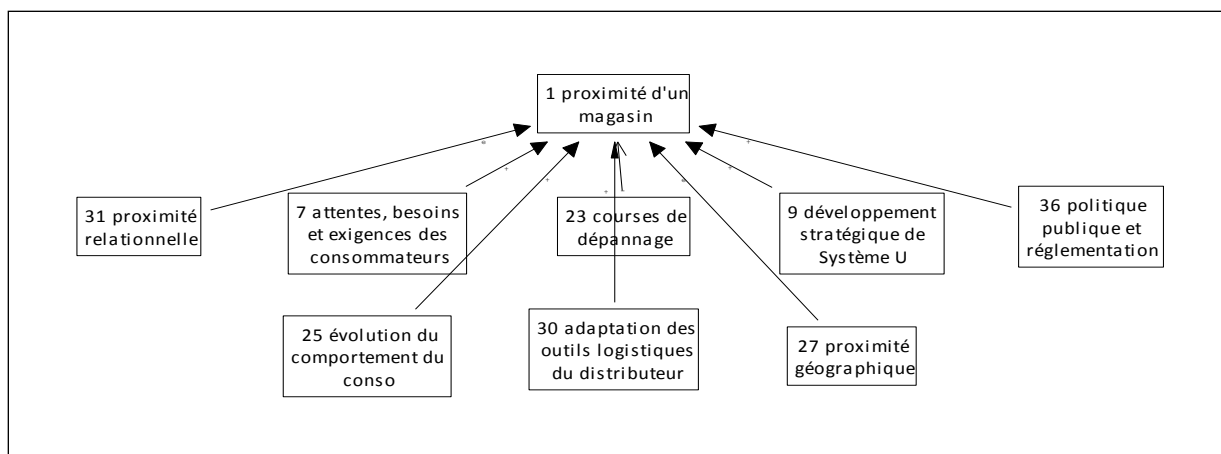 1 proximité d'un
magasin
31 proximité
relationnelle
7 attentes, besoins
et exigences des
consommateurs
23 courses de
dépannage
9 développement
stratégique de
Système U
36 politique
publique et
réglementation
25 évolution du
comportement du
conso
30 adaptation des
outils logistiques
du distributeur
27 proximité
géographique